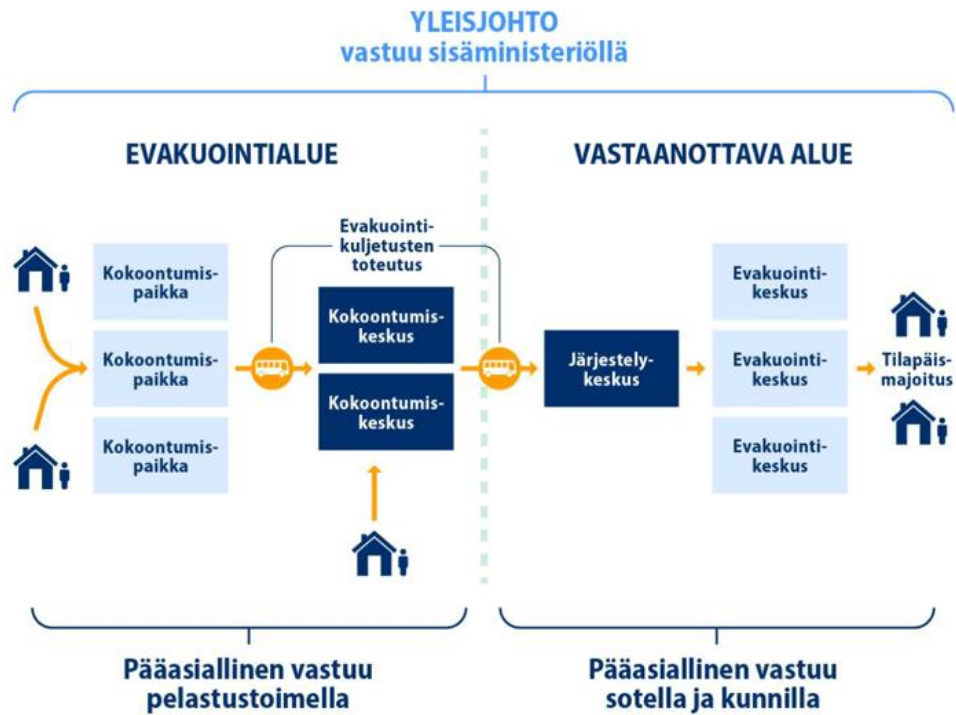 YLEISJOHTO
vastuu sisäministeriöllä
EVAKUOINTIALUE
VASTAANOTTAVA ALUE
Kokoontumis-
paikka
Kokoontumis-
paikka
Kokoontumis-
paikka
Evakuointi-
kuljetusten
toteutus
Kokoontumis-
keskus
Kokoontumis-
keskus
Järjestely-
keskus
Evakuointi-
keskus
Evakuointi-
keskus
Evakuointi-
keskus
Tilapäis-
majoitus
Pääasiallinen vastuu
pelastustoimella
Pääasiallinen vastuu
sotella ja kunnilla